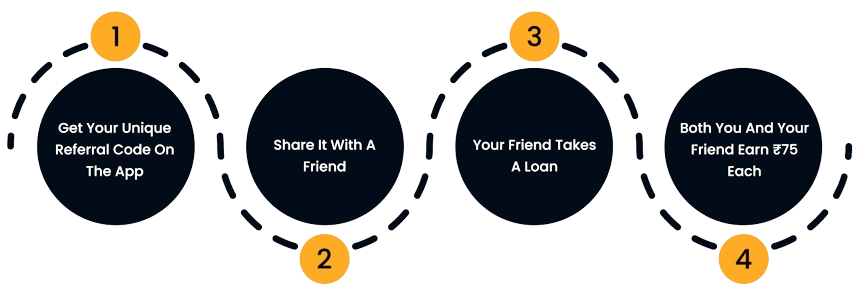 1
Get Your Unique
Referral Code On
The App
2
Share It With A
Friend
3
Your Friend Takes
A Loan
4
Both You And Your
Friend Earn ₹75
Each